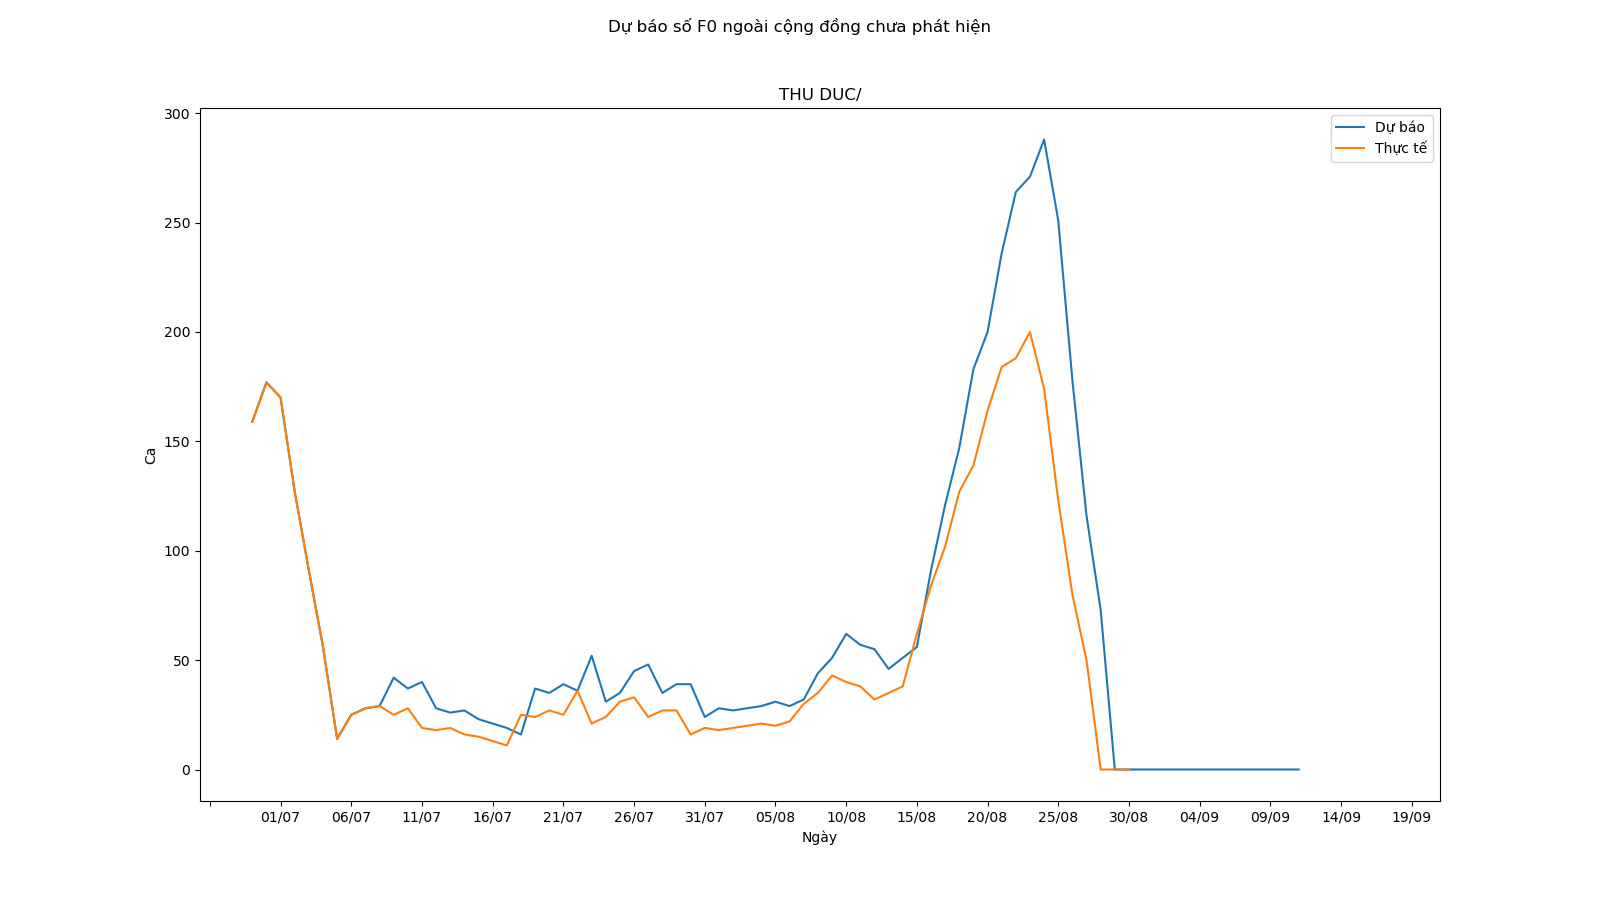 Dự báo số F0 ngoài cộng đồng chưa phát hiện
THU DUC/
300
250
200
150
100
50
0
Ca
Dự báo
Thực tế
01/07 06/07 11/07 16/07 21/07 26/07 31/07 05/08 10/08 15/08 20/08 25/08 30/08 04/09 09/09 14/09 19/09
Ngày